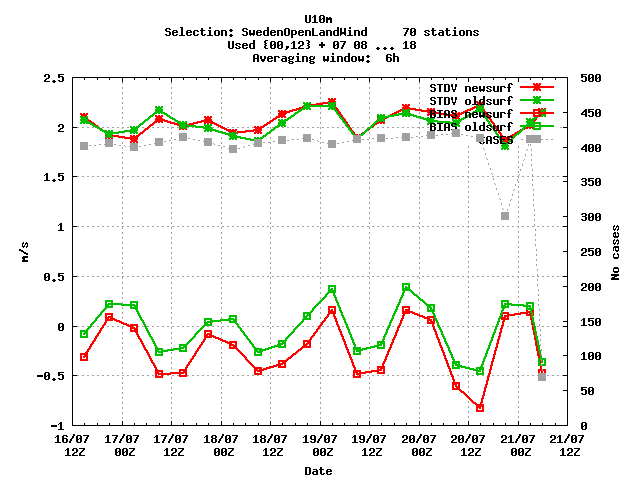 U10m
Selection: SwedenOpenLandWind 70 stations
Used {00,12} + 07 08 ... 18
Averaging window: 6h
STDV newsurf
STDV oldsurf
BIAS newsurf
BIAS oldsurf
CASES
2.5
2
1.5
1
0.5
0
-0.5
-1
m/s
500
450
400
350
300
250
200
150
100
50
0
No cases
16/07 17/07 17/07 18/07 18/07 19/07 19/07 20/07 20/07 21/07 21/07
12Z 00Z 12Z 00Z 12Z 00Z 12Z 00Z 12Z 00Z 12Z
Date